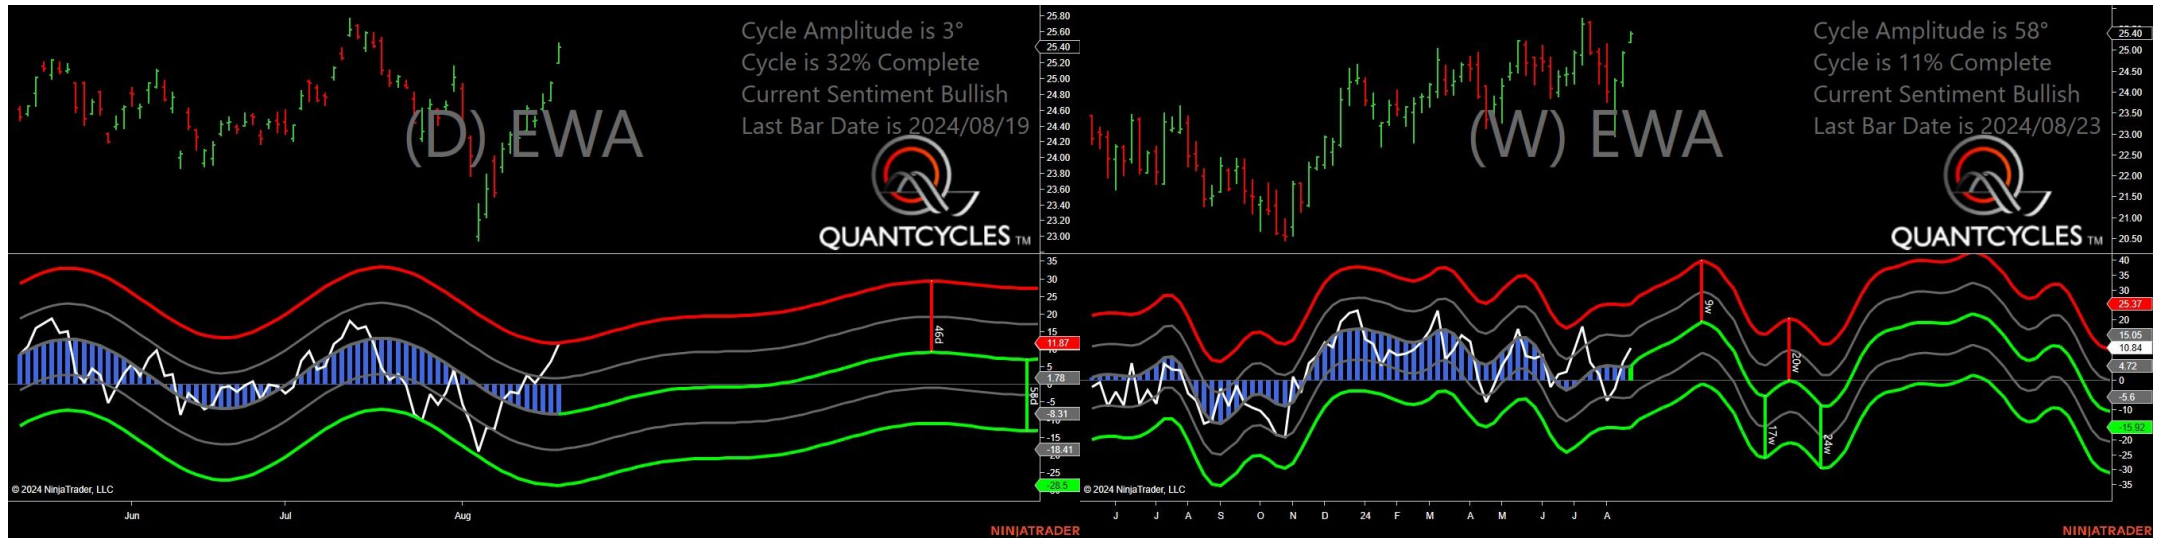 Cycle Amplitude is 3°
Cycle is 32% Complete
Current Sentiment Bullish
Last Bar Date is 2024/08/19
(D) EWA
QUANTCYCLES TM
25.80
25.60
25.40
25.20
25.00
24.80
24.60
24.40
24.20
24.00
23.80
23.60
23.40
23.20
23.00
35
30
25
20
15
11.87
5
1.78
-5
-8.31
-15
-18.41
-25
-28.5
46d
58d
© 2024 NinjaTrader, LLC
Jun
Jul
Aug
NINJATRADER
Cycle Amplitude is 58°
Cycle is 11% Complete
Current Sentiment Bullish
Last Bar Date is 2024/08/23
(W) EWA
QUANTCYCLES TM
25.40
25.00
24.50
24.00
23.50
23.00
22.50
22.00
21.50
21.00
20.50
40
35
30
25.37
20
15.05
10.84
4.72
0
-5.6
-10
-15.92
-20
-25
-30
-35
9w
20w
17w
24w
© 2024 NinjaTrader, LLC
J
J
A
S
O
N
D
24
F
M
A
M
J
J
A
NINJATRADER